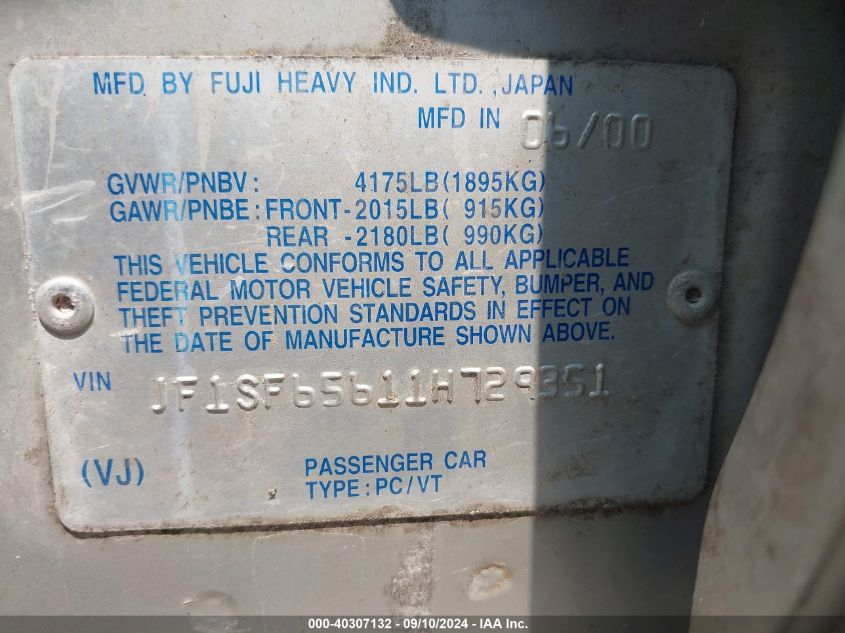 MFD. BY FUJI HEAVY IND. LTD., JAPAN
MFD IN 06/00
GVWR/PNBV: 4175LB(1895KG)
GAWR/PNBE: FRONT-2015LB( 915KG)
REAR -2180LB( 990KG)
THIS VEHICLE CONFORMS TO ALL APPLICABLE
FEDERAL MOTOR VEHICLE SAFETY, BUMPER, AND
THEFT PREVENTION STANDARDS IN EFFECT ON
THE DATE OF MANUFACTURE SHOWN ABOVE.
VIN JF1SF65611H729351
(VJ) PASSENGER CAR
TYPE: PC/VT
000-40307132 - 09/10/2024 - IAA Inc.